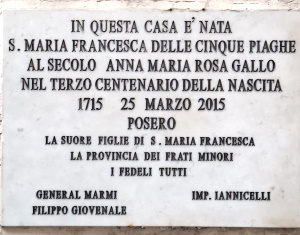 IN QUESTA CASA E' NATA
S. MARIA FRANCESCA DELLE CINQUE PIAGHE
AL SECOLO ANNA MARIA ROSA GALLO
NEL TERZO CENTENARIO DELLA NASCITA
1715 25 MARZO 2015
POSERO
LA SUORE FIGLIE DI S. MARIA FRANCESCA
LA PROVINCIA DEI FRATI MINORI
I FEDELI TUTTI
GENERAL MARMI IMP. IANNICELLI
FILIPPO GIOVENALE